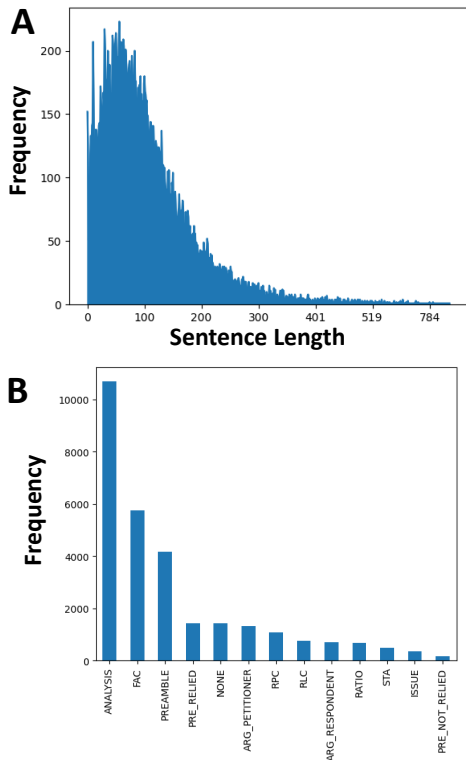 A
Frequency
200
150
100
50
0
0 100 200 300 401 519 784
Sentence Length
B
Frequency
10000
8000
6000
4000
2000
0
ANALYSIS
FAC
PREAMBLE
PRE_RELIED
NONE
ARG_PETITIONER
RPC
RLC
ARG_RESPONDENT
RATIO
STA
ISSUE
PRE_NOT_RELIED